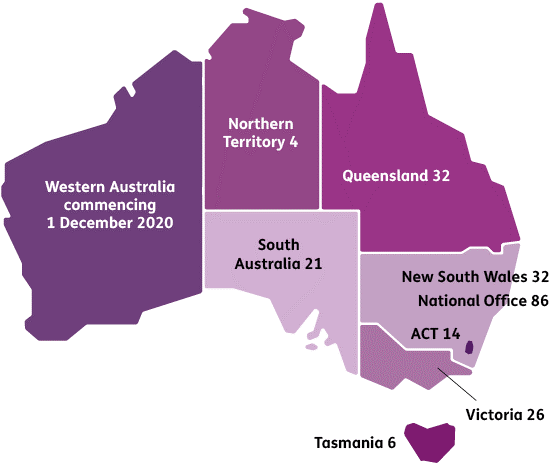 Northern
Territory 4
Queensland 32
Western Australia
commencing
1 December 2020
South
Australia 21
New South Wales 32
National Office 86
ACT 14
Victoria 26
Tasmania 6